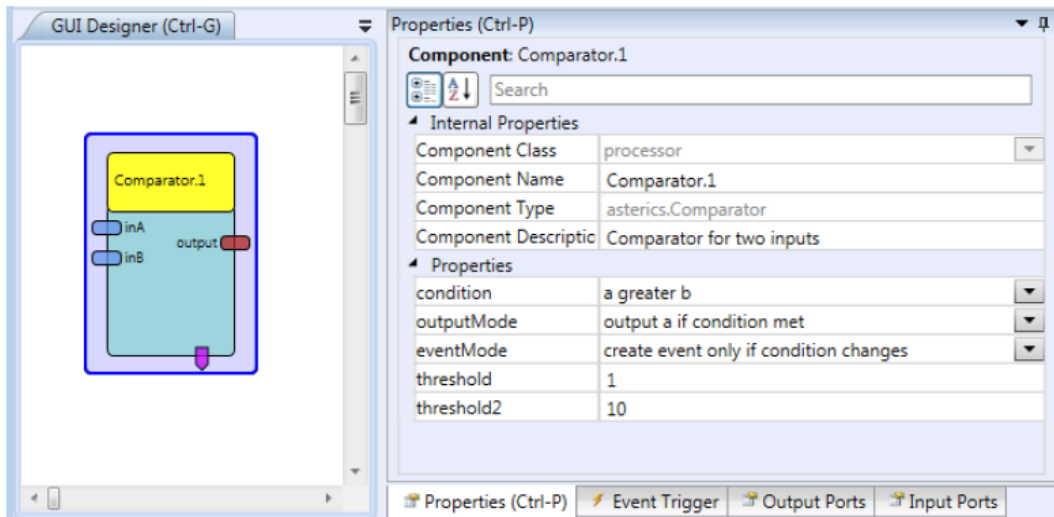 GUI Designer (Ctrl-G)
Comparator.1
inA
output
inB
Properties (Ctrl-P)
Component: Comparator.1
A
Z
Search
Internal Properties
Component Class processor
Component Name Comparator.1
Component Type asterics.Comparator
Component Descriptic Comparator for two inputs
Properties
condition a greater b
outputMode output a if condition met
eventMode create event only if condition changes
threshold 1
threshold2 10
Properties (Ctrl-P) Event Trigger Output Ports Input Ports